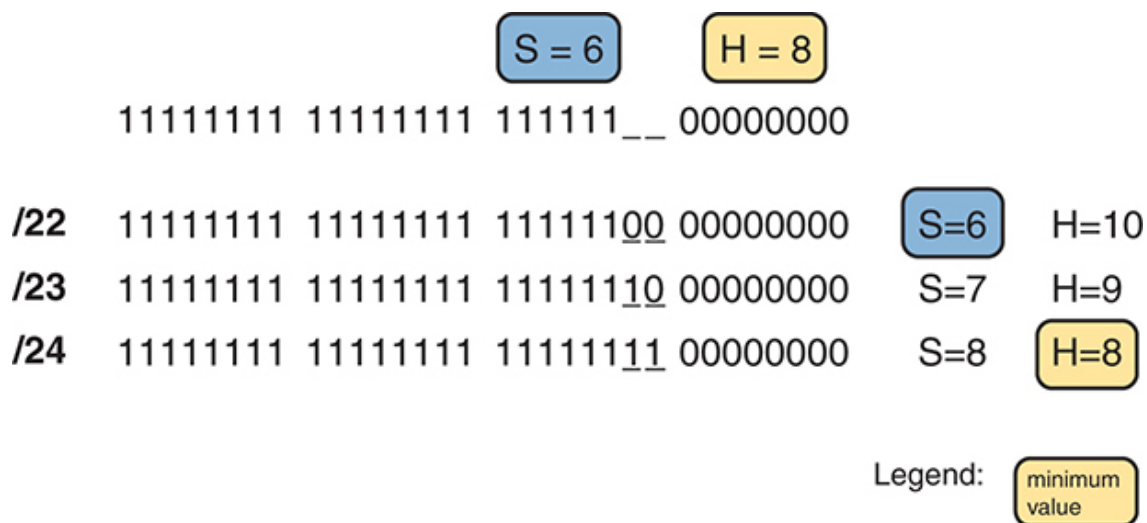 S = 6 H = 8
11111111 11111111 111111__ 00000000
/22 11111111 11111111 11111100 00000000 S=6 H=10
/23 11111111 11111111 11111110 00000000 S=7 H=9
/24 11111111 11111111 11111111 00000000 S=8 H=8
Legend: minimum
value